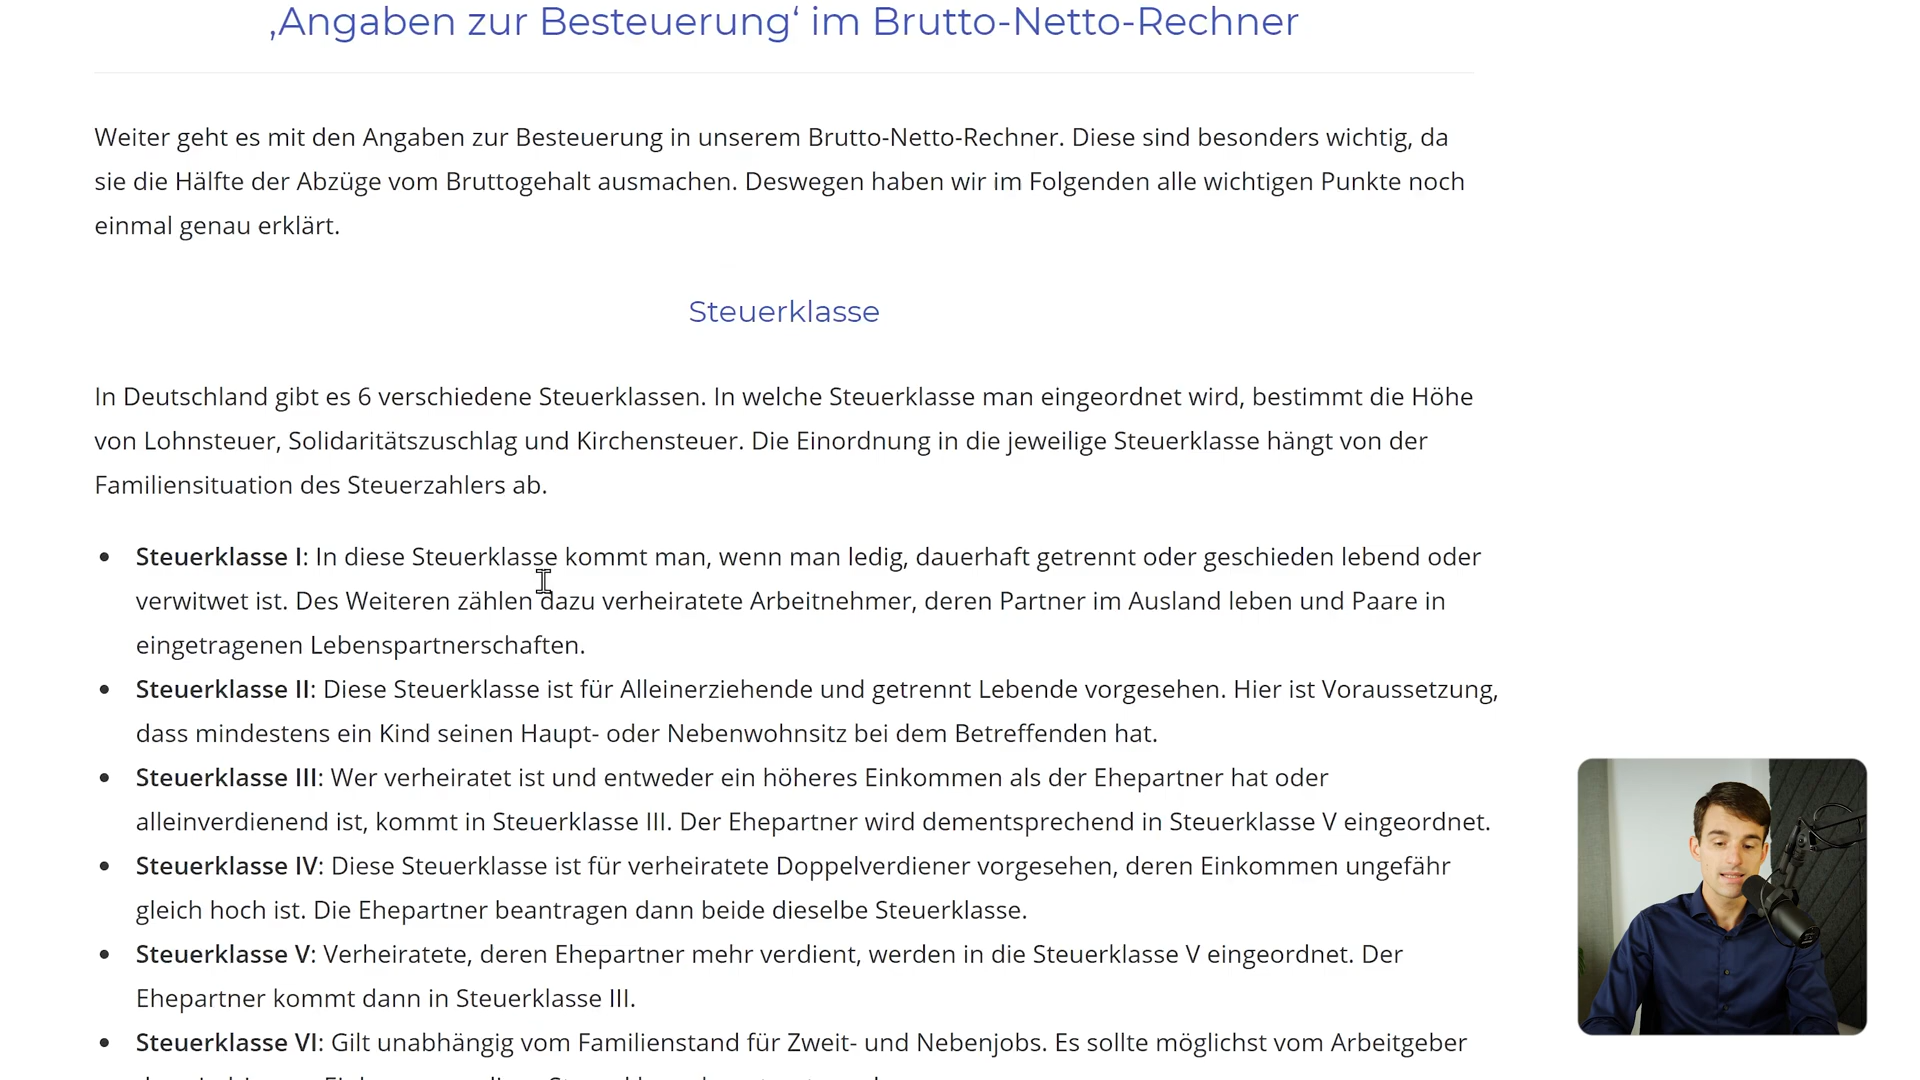 ‚Angaben zur Besteuerung‘ im Brutto-Netto-Rechner
Weiter geht es mit den Angaben zur Besteuerung in unserem Brutto-Netto-Rechner. Diese sind besonders wichtig, da
sie die Hälfte der Abzüge vom Bruttogehalt ausmachen. Deswegen haben wir im Folgenden alle wichtigen Punkte noch
einmal genau erklärt.
Steuerklasse
In Deutschland gibt es 6 verschiedene Steuerklassen. In welche Steuerklasse man eingeordnet wird, bestimmt die Höhe
von Lohnsteuer, Solidaritätszuschlag und Kirchensteuer. Die Einordnung in die jeweilige Steuerklasse hängt von der
Familiensituation des Steuerzahlers ab.
• Steuerklasse I: In diese Steuerklasse kommt man, wenn man ledig, dauerhaft getrennt oder geschieden lebend oder
verwitwet ist. Des Weiteren zählen dazu verheiratete Arbeitnehmer, deren Partner im Ausland leben und Paare in
eingetragenen Lebenspartnerschaften.
• Steuerklasse II: Diese Steuerklasse ist für Alleinerziehende und getrennt Lebende vorgesehen. Hier ist Voraussetzung,
dass mindestens ein Kind seinen Haupt- oder Nebenwohnsitz bei dem Betreffenden hat.
• Steuerklasse III: Wer verheiratet ist und entweder ein höheres Einkommen als der Ehepartner hat oder
alleinverdienend ist, kommt in Steuerklasse III. Der Ehepartner wird dementsprechend in Steuerklasse V eingeordnet.
• Steuerklasse IV: Diese Steuerklasse ist für verheiratete Doppelverdiener vorgesehen, deren Einkommen ungefähr
gleich hoch ist. Die Ehepartner beantragen dann beide dieselbe Steuerklasse.
• Steuerklasse V: Verheiratete, deren Ehepartner mehr verdient, werden in die Steuerklasse V eingeordnet. Der
Ehepartner kommt dann in Steuerklasse III.
• Steuerklasse VI: Gilt unabhängig vom Familienstand für Zweit- und Nebenjobs. Es sollte möglichst vom Arbeitgeber